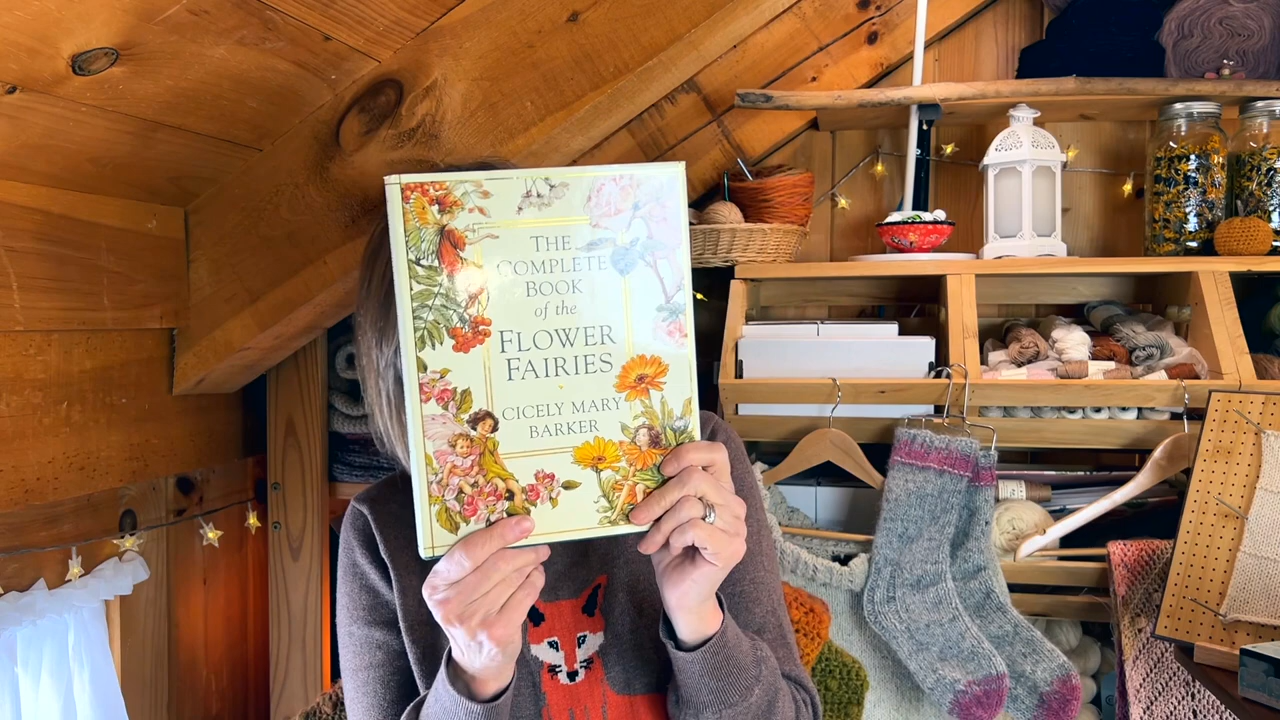 THE
COMPLETE
BOOK
of the
FLOWER
FAIRIES
CICELY MARY
BARKER